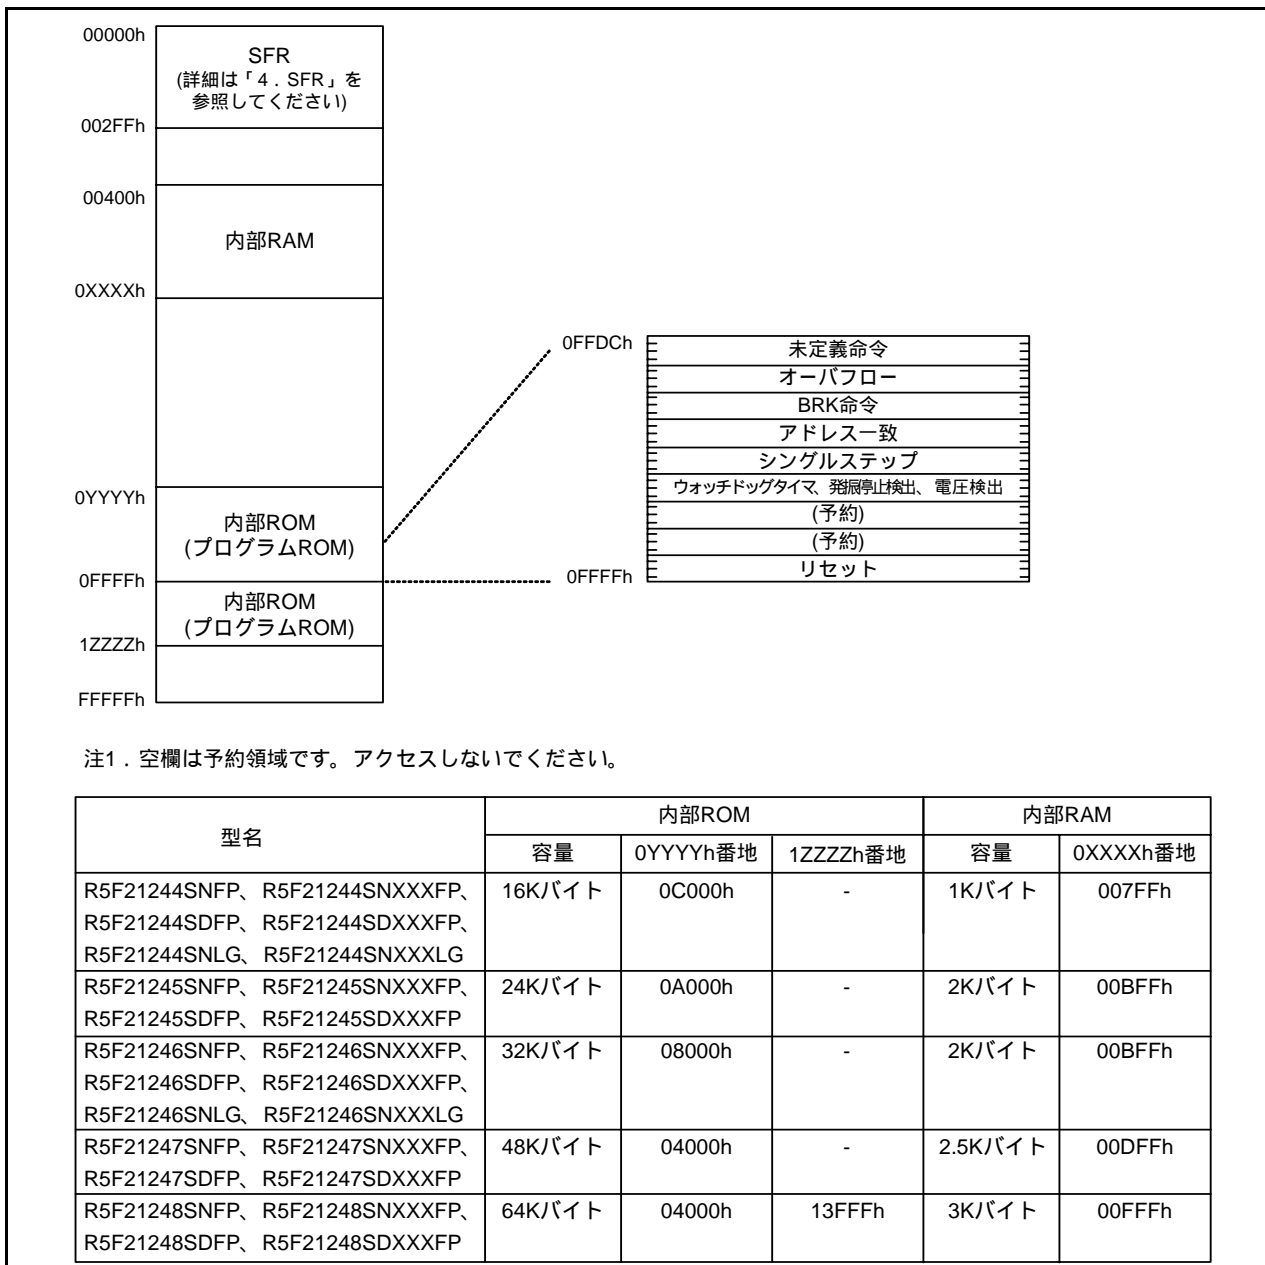 00000h
SFR
(詳細は「4．SFR」を
参照してください)
002FFh
00400h
内部RAM
0XXXXh
0FFDCh
未定義命令
オーバフロー
BRK命令
アドレス一致
シングルステップ
ウォッチドッグタイマ、発振停止検出、電圧検出
(予約)
(予約)
リセット
0FFFFh
0YYYYh
内部ROM
(プログラムROM)
0FFFFh
内部ROM
(プログラムROM)
1ZZZZh
FFFFFh
注1．空欄は予約領域です。アクセスしないでください。
型名 内部ROM 内部RAM
容量 0YYYYh番地 1ZZZZh番地 容量 0XXXXh番地
R5F21244SNFP、R5F21244SNXXXFP、 16Kバイト 0C000h - 1Kバイト 007FFh
R5F21244SDFP、R5F21244SDXXXFP、
R5F21244SNLG、R5F21244SNXXXLG
R5F21245SNFP、R5F21245SNXXXFP、 24Kバイト 0A000h - 2Kバイト 00BFFh
R5F21245SDFP、R5F21245SDXXXFP
R5F21246SNFP、R5F21246SNXXXFP、 32Kバイト 08000h - 2Kバイト 00BFFh
R5F21246SDFP、R5F21246SDXXXFP、
R5F21246SNLG、R5F21246SNXXXLG
R5F21247SNFP、R5F21247SNXXXFP、 48Kバイト 04000h - 2.5Kバイト 00DFFh
R5F21247SDFP、R5F21247SDXXXFP
R5F21248SNFP、R5F21248SNXXXFP、 64Kバイト 04000h 13FFFh 3Kバイト 00FFFh
R5F21248SDFP、R5F21248SDXXXFP